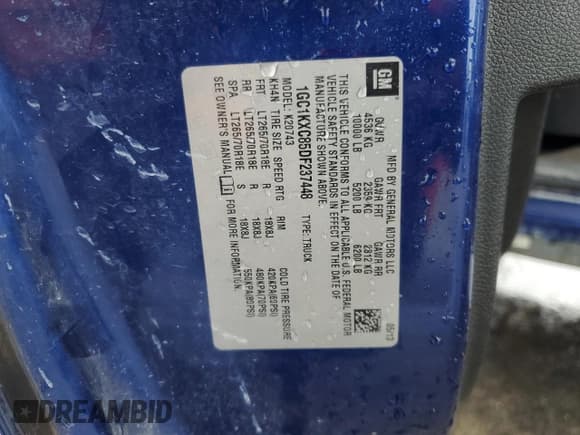 GM
MFD BY GENERAL MOTORS LLC 05/13
GVWR GAWR FRT GAWR RR
4536 KG 2359 KG 2812 KG
10000 LB 5200 LB 6200 LB
THIS VEHICLE CONFORMS TO ALL APPLICABLE U.S. FEDERAL MOTOR
VEHICLE SAFETY STANDARDS IN EFFECT ON THE DATE OF
MANUFACTURE SHOWN ABOVE.
1GC1KXC85DF237448 TYPE: TRUCK
MODEL: K20743
KH4N TIRE SIZE SPEED RTG RIM COLD TIRE PRESSURE
FRT LT265/70R18E R 18X8J 420KPA(60PSI)
RR LT265/70R18E R 18X8J 480KPA(70PSI)
SPA LT265/70R18E S 18X8J 550KPA(80PSI)
SEE OWNER'S MANUAL FOR MORE INFORMATION.
DREAMBID